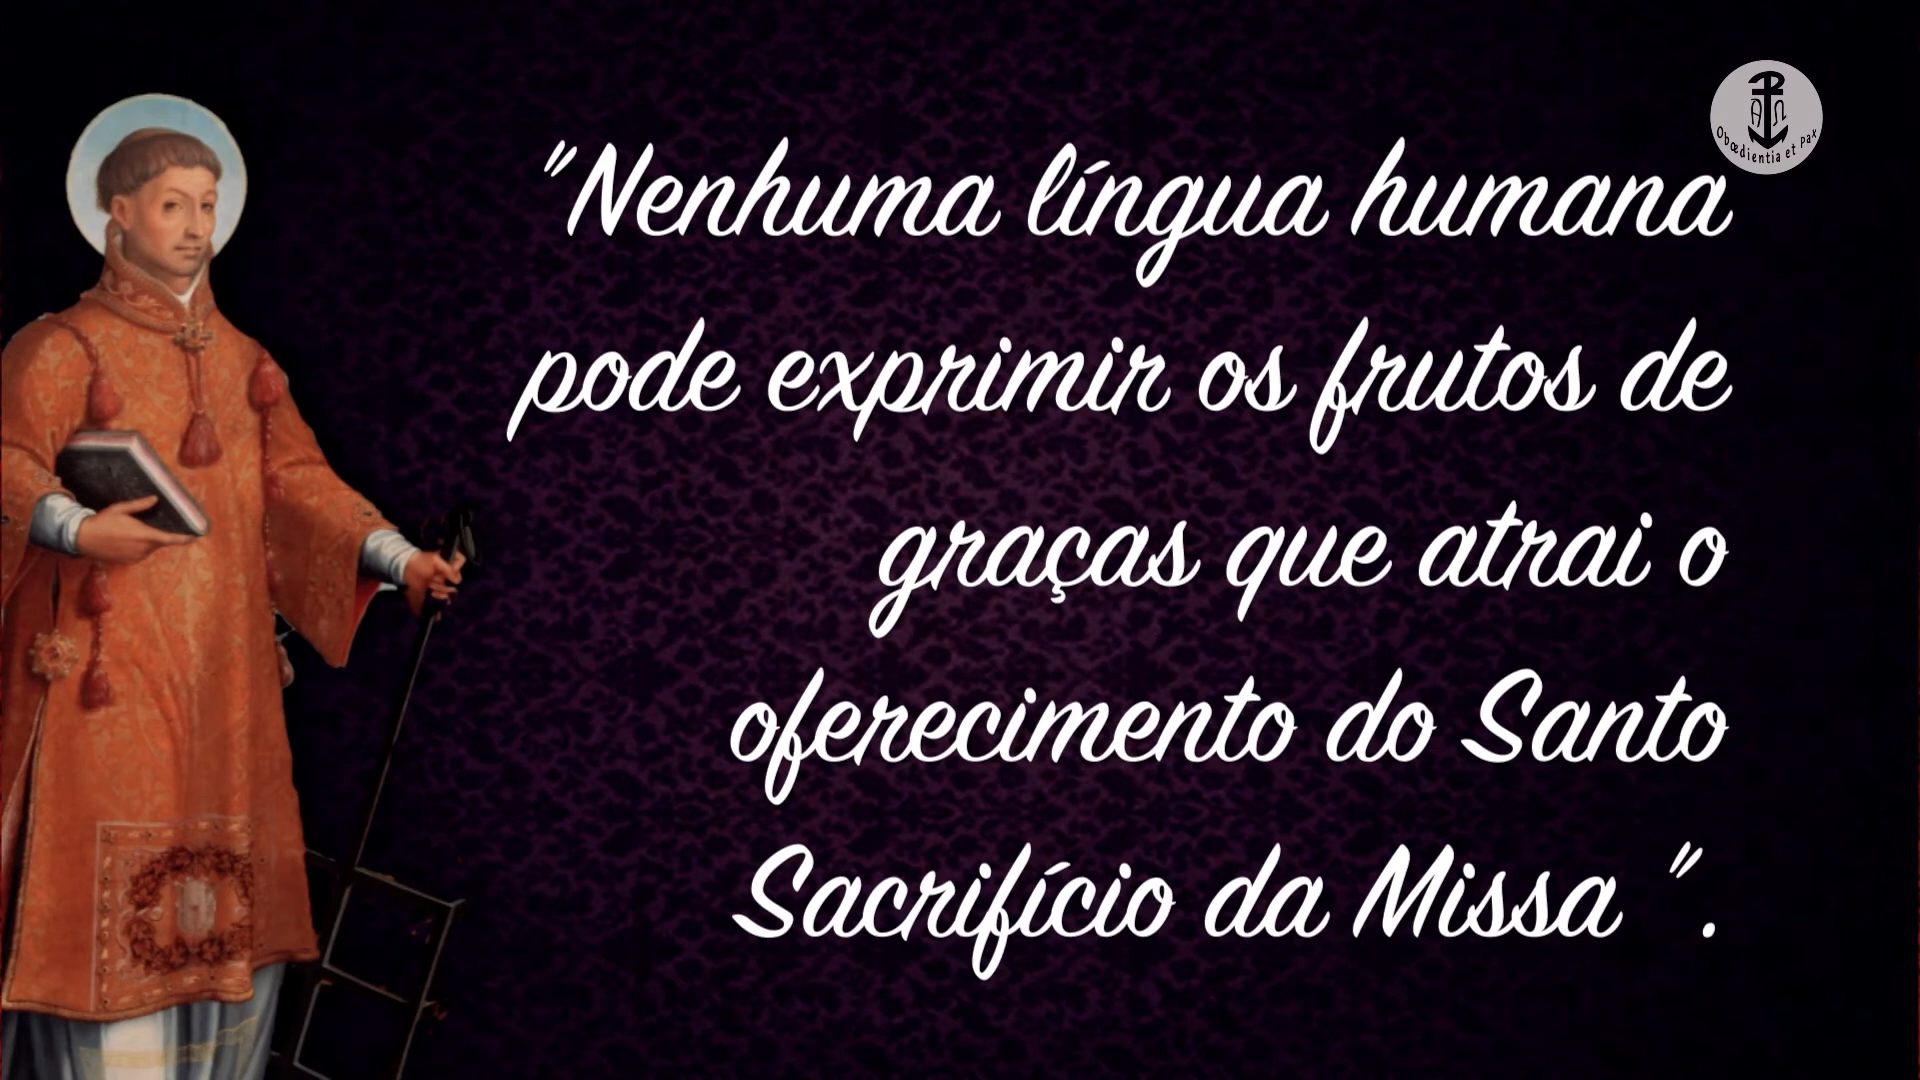 "Nenhuma língua humana
pode exprimir os frutos de
graças que atrai o
oferecimento do Santo
Sacrifício da Missa ".
A Ω
Obœdientia et Pax